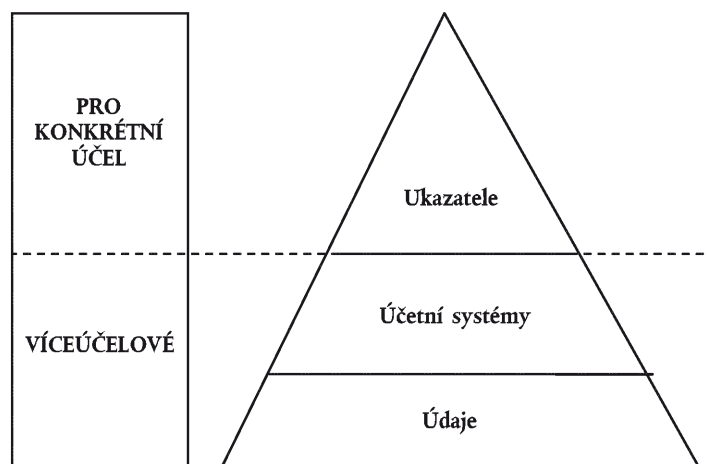 PRO
KONKRÉTNÍ
ÚČEL
Ukazatele
Účetní systémy
VÍCEÚČELOVÉ
Údaje